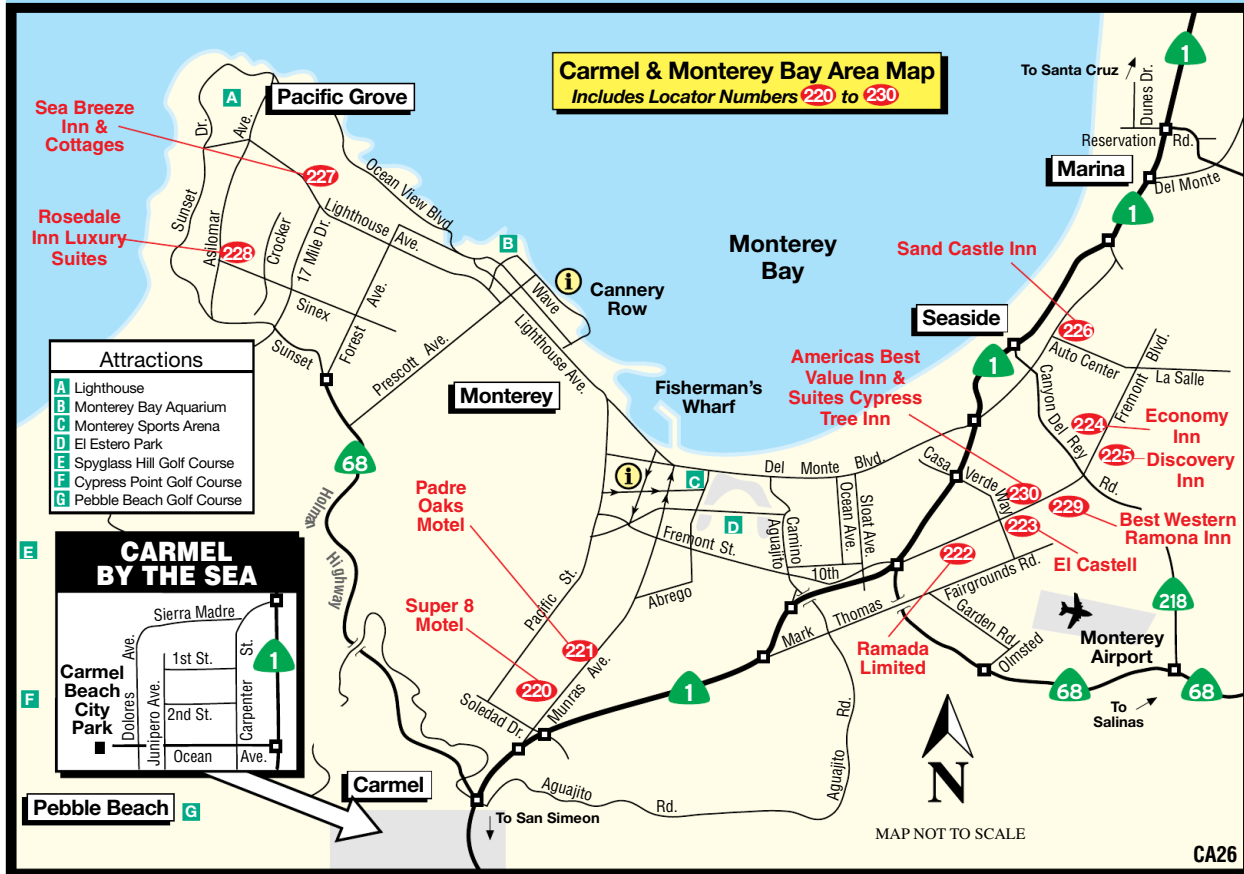 Carmel & Monterey Bay Area Map
Includes Locator Numbers 220 to 230
1
To Santa Cruz
Dunes Dr.
Reservation Rd.
Marina
Del Monte
1
A
Pacific Grove
Sea Breeze
Inn &
Cottages
Dr.
Ave.
227
Ocean View Blvd
Sunset
Lighthouse Ave.
Rosedale
Inn Luxury
Suites
228
Asilomar
Crocker
17 Mile Dr.
B
i
Cannery
Row
Wave
Monterey
Bay
Sand Castle Inn
226
Seaside
Sinex
Forest Ave.
Sunset
Prescott Ave.
Lighthouse Ave.
Auto Center
La Salle
Fremont Blvd.
Canyon Del Rey Rd.
1
Americas Best
Value Inn &
Suites Cypress
Tree Inn
224
Economy
Inn
225
Discovery
Inn
Attractions
A Lighthouse
B Monterey Bay Aquarium
C Monterey Sports Arena
D El Estero Park
E Spyglass Hill Golf Course
F Cypress Point Golf Course
G Pebble Beach Golf Course
Monterey
Fisherman's
Wharf
68
Holman Highway
i
C
Del Monte Blvd.
Casa Verde Way
230
229
Best Western
Ramona Inn
223
El Castell
Padre
Oaks
Motel
D
Fremont St.
Camino Aguajito
Ocean Ave.
Sloat Ave.
10th
222
Fairgrounds Rd.
Ramada
Limited
Garden Rd.
Olmsted
Monterey
Airport
218
E
CARMEL
BY THE SEA
Sierra Madre
Ave.
1st St.
St.
1
Carmel
Beach
City
Park
Dolores
Junipero Ave.
2nd St.
Carpenter
Ocean Ave.
F
Super 8
Motel
Pacific St.
Abrego
221
220
Munras Ave.
Soledad Dr.
Mark Thomas
1
68
To
Salinas
68
Carmel
Pebble Beach
G
Aguajito Rd.
Aguajito Rd.
To San Simeon
N
MAP NOT TO SCALE
CA26